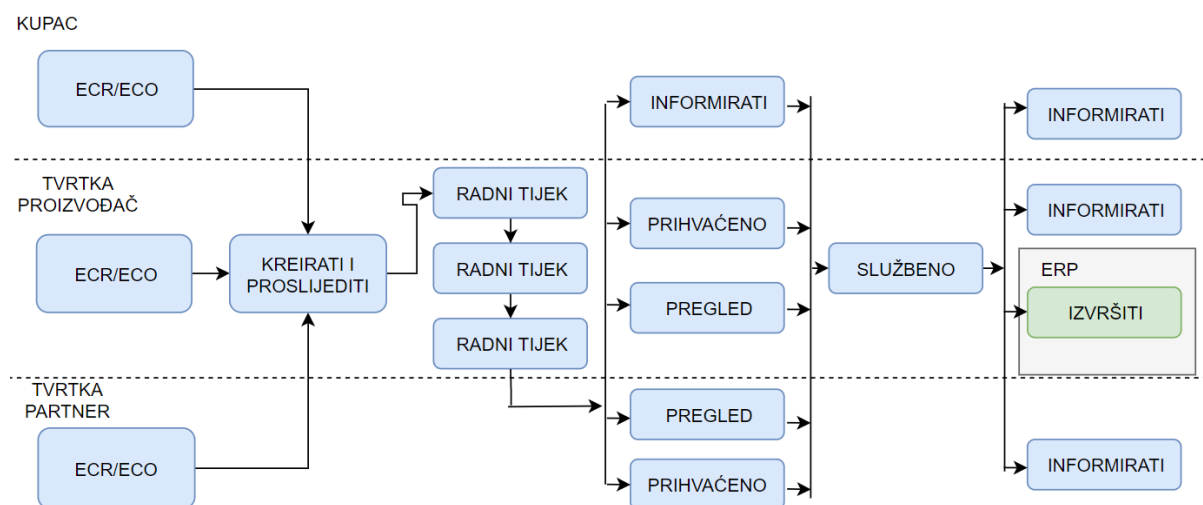 KUPAC
ECR/ECO
INFORMIRATI
INFORMIRATI
TVRTKA
PROIZVOĐAČ
ECR/ECO
KREIRATI I
PROSLIJEDITI
RADNI TIJEK
RADNI TIJEK
RADNI TIJEK
PRIHVAĆENO
PREGLED
SLUŽBENO
INFORMIRATI
ERP
IZVRŠITI
TVRTKA
PARTNER
ECR/ECO
PREGLED
PRIHVAĆENO
INFORMIRATI